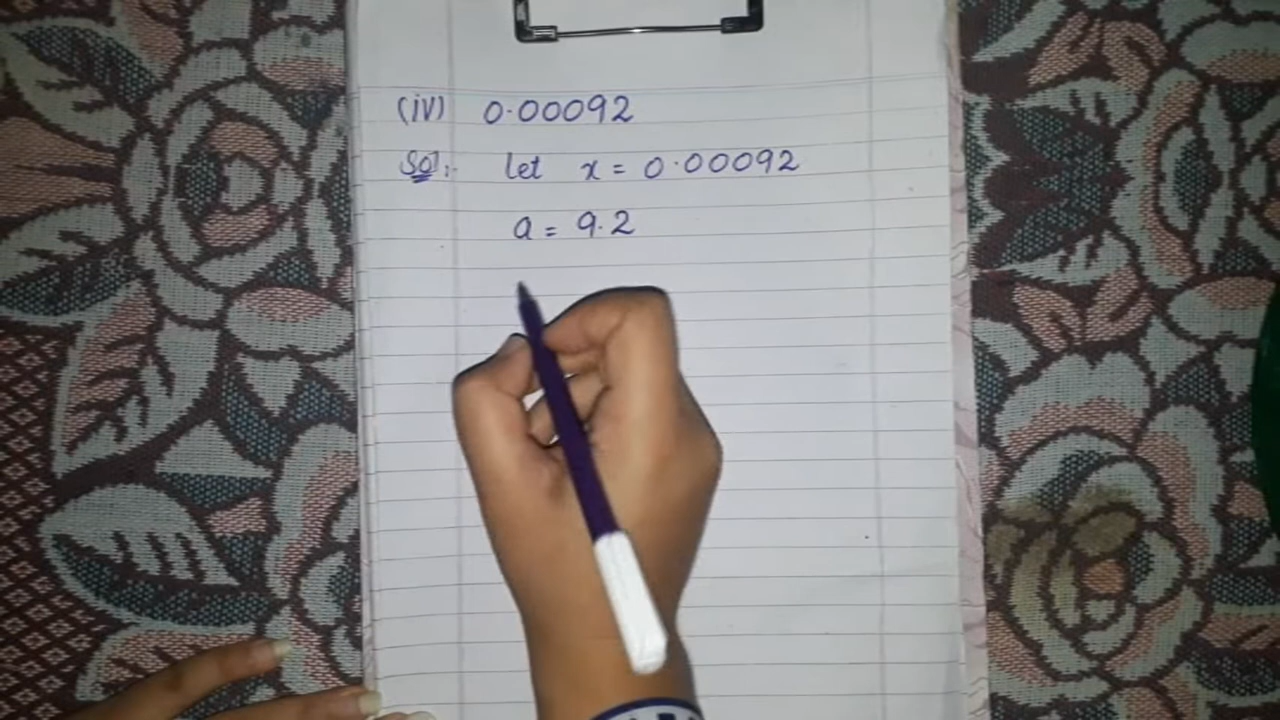 (iv) 0.00092
Sol:- let x = 0.00092
a = 9.2